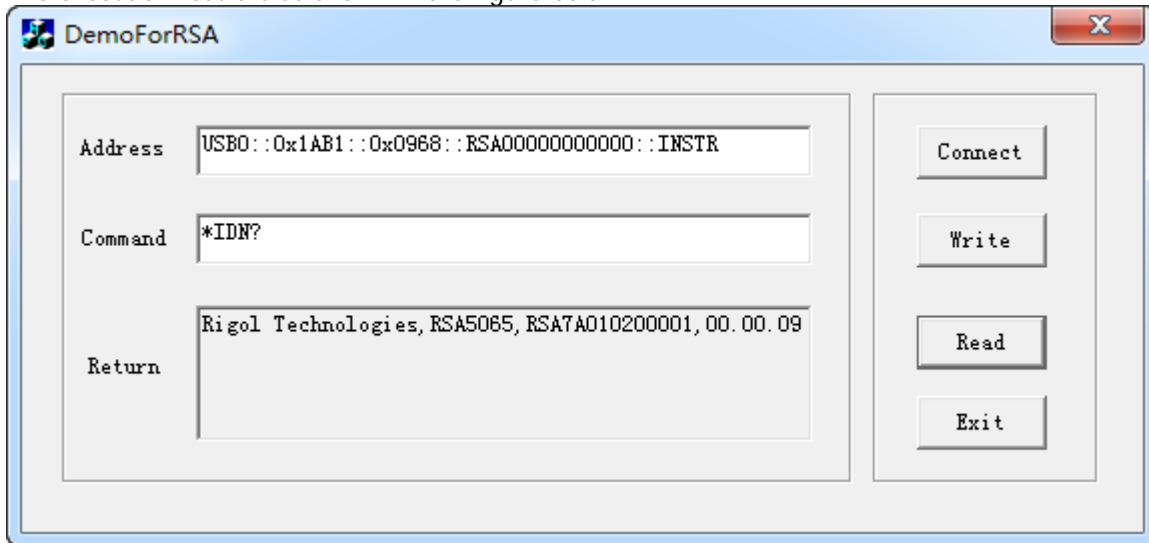 DemoForRSA
Address
USB0::0x1AB1::0x0968::RSA00000000000::INSTR
Connect
Command
*IDN?
Write
Return
Rigol Technologies,RSA5065,RSA7A010200001,00.00.09
Read
Exit